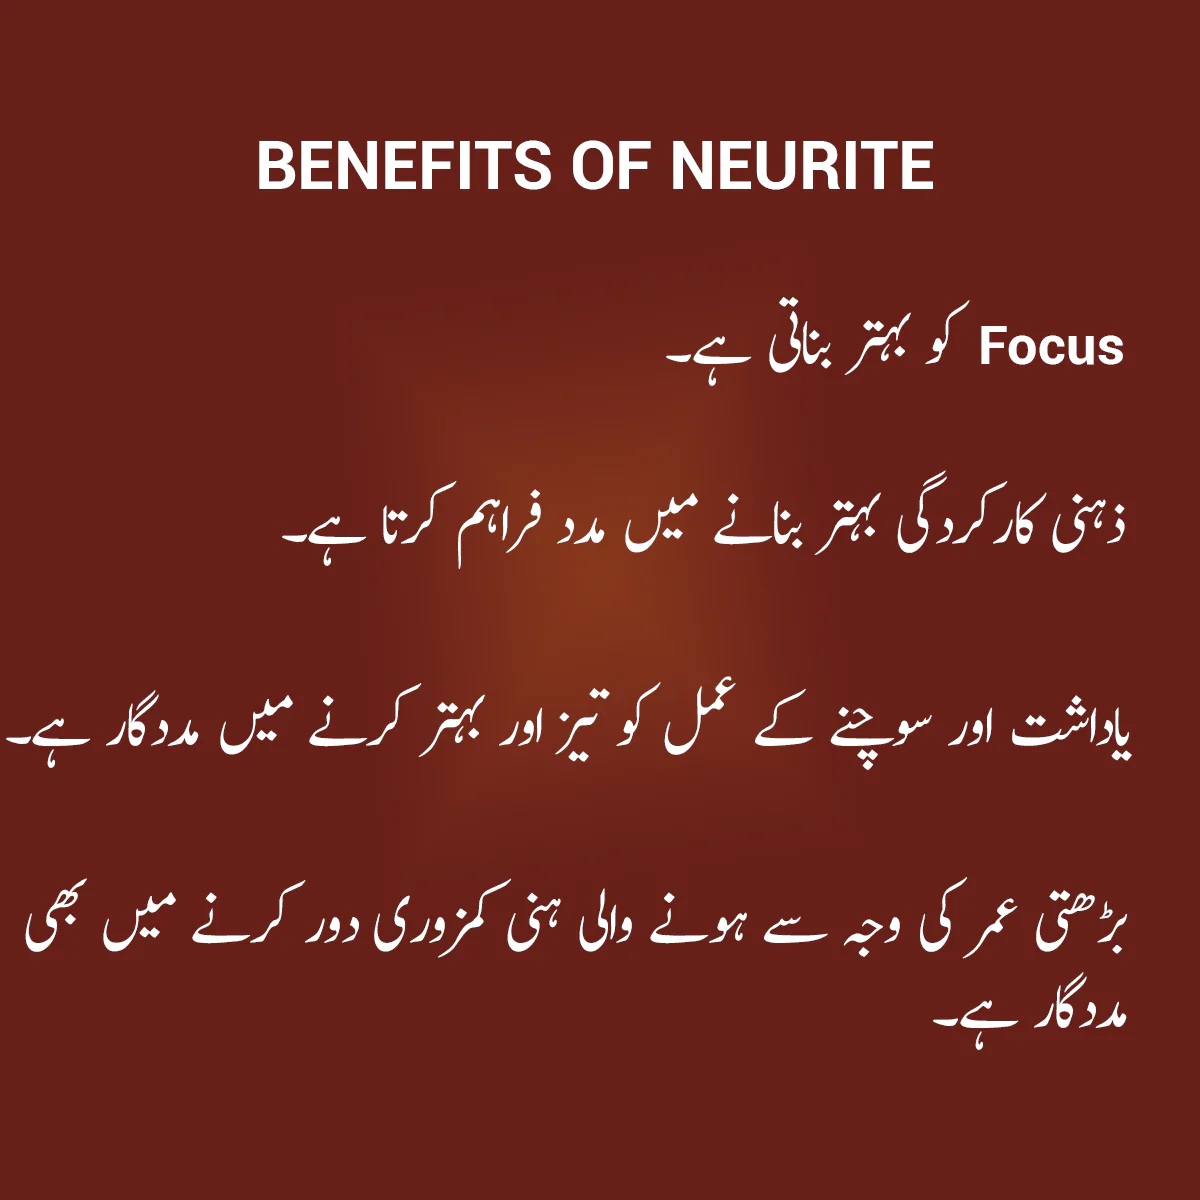 BENEFITS OF NEURITE
Focus کو بہتر بناتی ہے۔
ذہنی کارکردگی بہتر بنانے میں مدد فراہم کرتا ہے۔
یاداشت اور سوچنے کے عمل کو تیز اور بہتر کرنے میں مددگار ہے۔
بڑھتی عمر کی وجہ سے ہونے والی ہنی کمزوری دور کرنے میں بھی
مددگار ہے۔